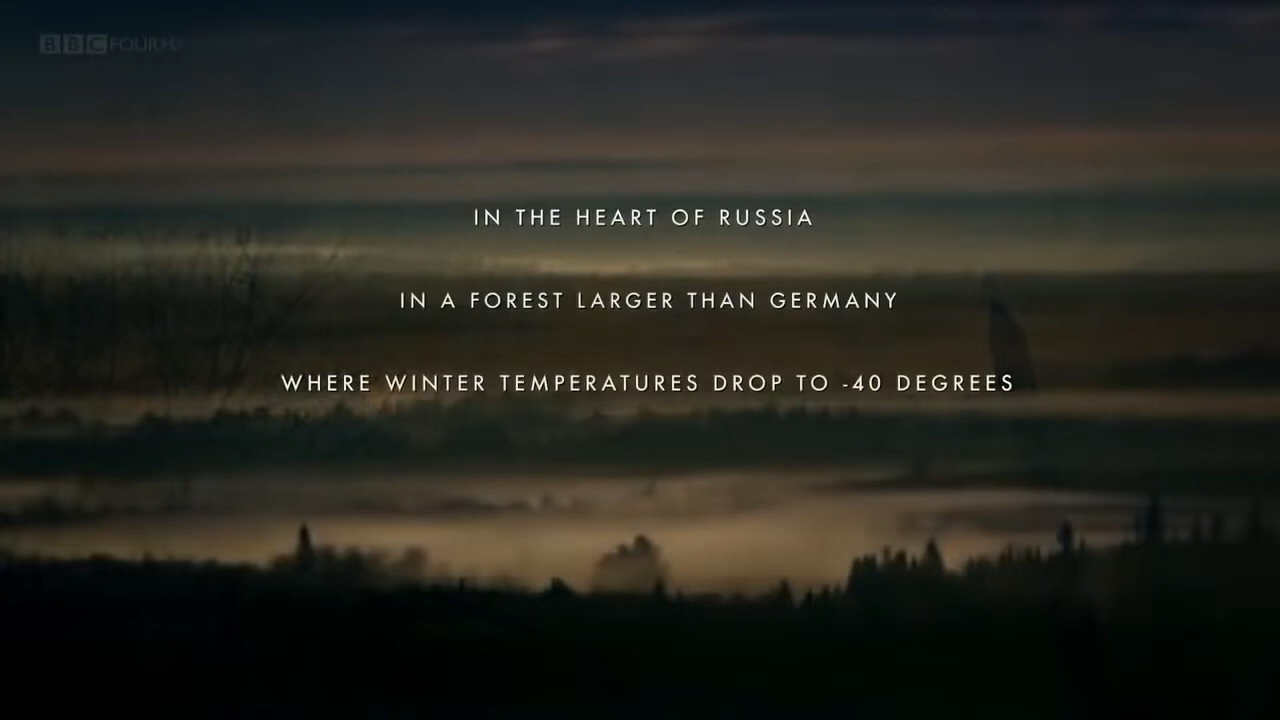 BBC FOUR HD
IN THE HEART OF RUSSIA
IN A FOREST LARGER THAN GERMANY
WHERE WINTER TEMPERATURES DROP TO -40 DEGREES